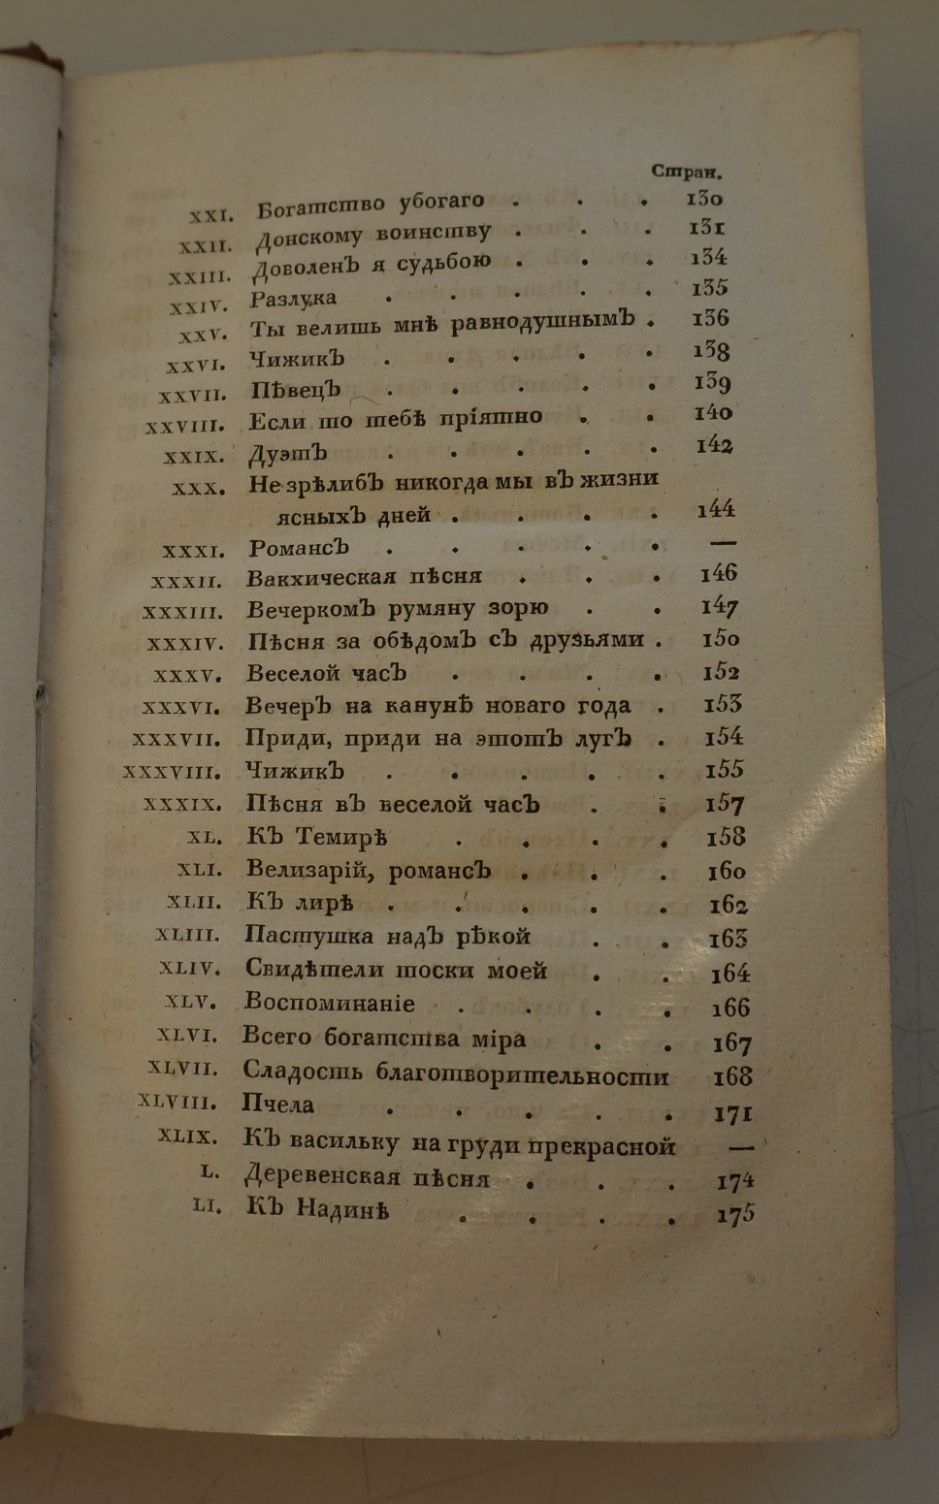 Стран.
XXI. Богатство убогаго . . . 130
XXII. Донскому воинству . . . 131
XXIII. Доволенъ я судьбою . . . 134
XXIV. Разлука . . . . . 135
XXV. Ты велишь мнѣ равнодушнымъ . 136
XXVI. Чижикъ . . . . . 138
XXVII. Пѣвецъ . . . . . 139
XXVIII. Если то тебѣ пріятно . . 140
XXIX. Дуэтъ . . . . . 142
XXX. Не зрѣлибъ никогда мы въ жизни
ясныхъ дней . . . . 144
XXXI. Романсъ . . . . . —
XXXII. Вакхическая пѣсня . . . 146
XXXIII. Вечеркомъ румяну зорю . . 147
XXXIV. Пѣсня за обѣдомъ съ друзьями . 150
XXXV. Веселой часъ . . . . 152
XXXVI. Вечеръ на канунѣ новаго года . 153
XXXVII. Приди, приди на этотъ лугъ . 154
XXXVIII. Чижикъ . . . . . 155
XXXIX. Пѣсня въ веселой часъ . . 157
XL. Къ Темирѣ . . . . 158
XLI. Велизарій, романсъ . . . 160
XLII. Къ лирѣ . . . . . 162
XLIII. Пастушка надъ рѣкой . . 163
XLIV. Свидѣтели тоски моей . . 164
XLV. Воспоминаніе . . . . 166
XLVI. Всего богатства міра . . 167
XLVII. Сладость благотворительности 168
XLVIII. Пчела . . . . . 171
XLIX. Къ васильку на груди прекрасной —
L. Деревенская пѣсня . . . 174
LI. Къ Надинѣ . . . . 175